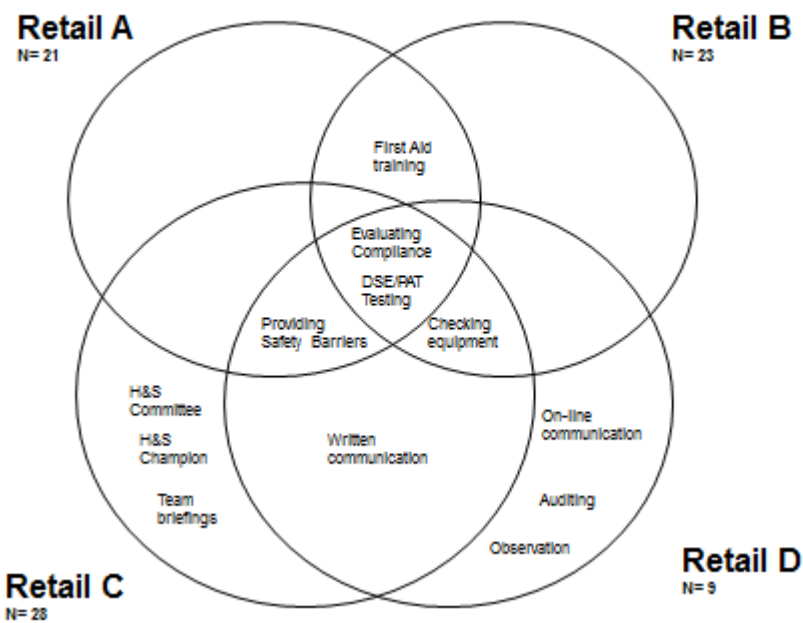 Retail A
N= 21
Retail B
N= 23
First Aid
training
Evaluating
Compliance
DSE/PAT
Testing
Providing
Safety Barriers
Checking
equipment
H&S
Committee
H&S
Champion
Team
briefings
Written
communication
On-line
communication
Auditing
Observation
Retail C
N= 28
Retail D
N= 9